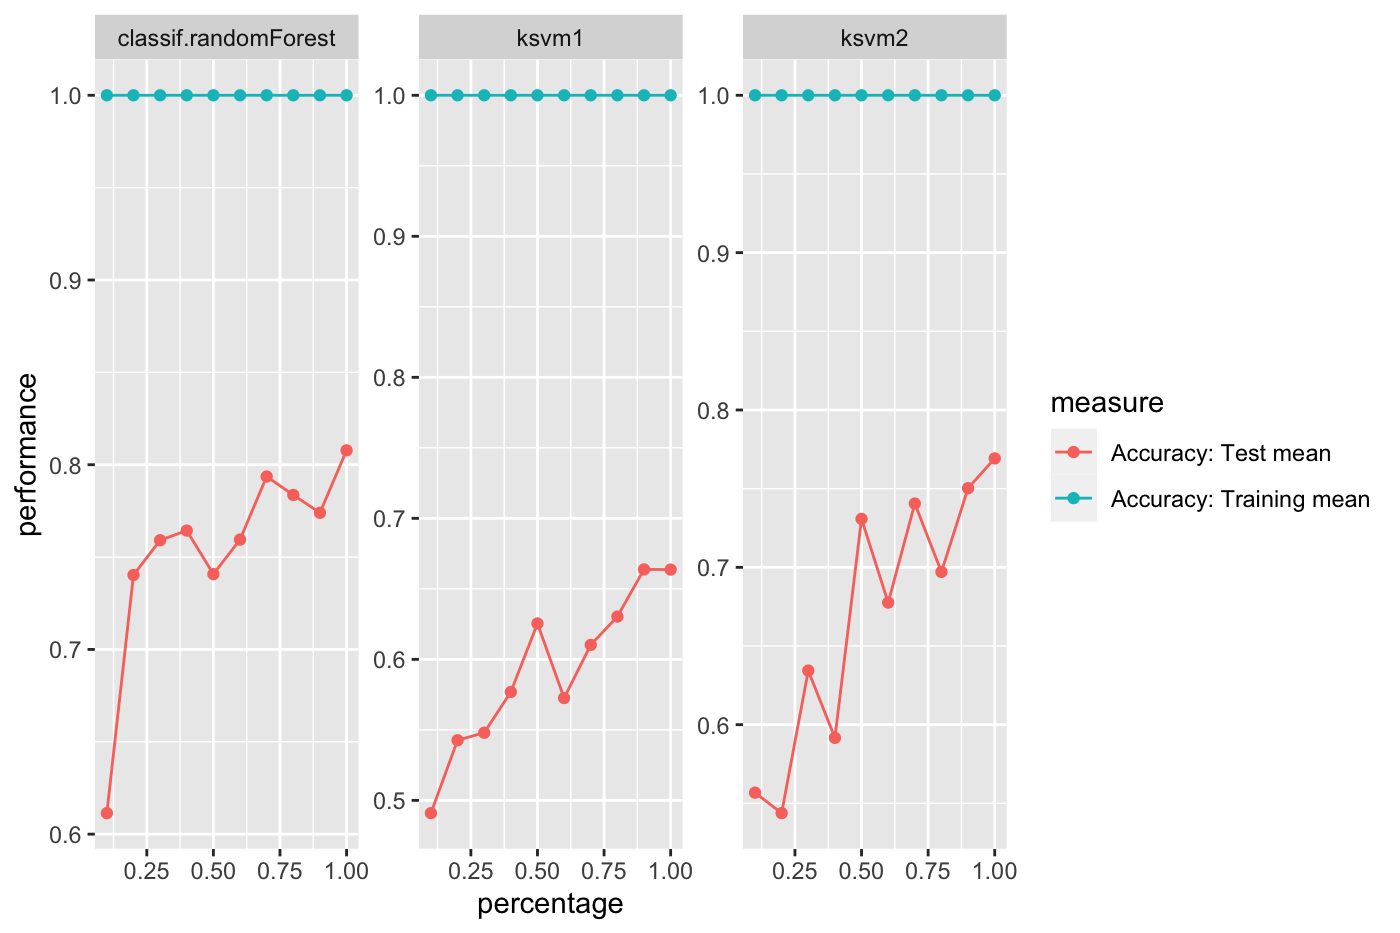 classif.randomForest
ksvm1
ksvm2
performance
1.0
0.9
0.8
0.7
0.6
1.0
0.9
0.8
0.7
0.6
0.5
1.0
0.9
0.8
0.7
0.6
0.25 0.50 0.75 1.00
0.25 0.50 0.75 1.00
0.25 0.50 0.75 1.00
percentage
measure
Accuracy: Test mean
Accuracy: Training mean